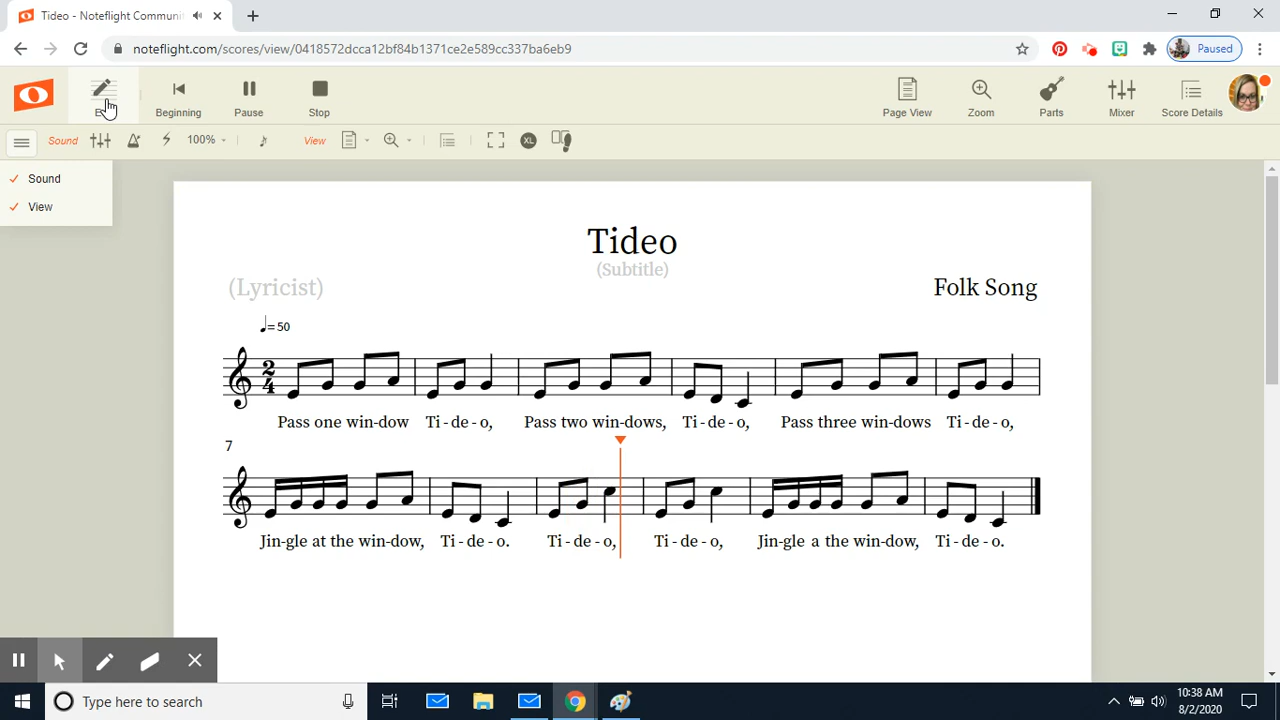 Tideo - Noteflight Communit
noteflight.com/scores/view/0418572dcca12bf84b1371ce2e589cc337ba6eb9
Paused
Beginning Pause Stop Page View Zoom Parts Mixer Score Details
Sound 100% View XL
Sound
View
Tideo
(Subtitle)
(Lyricist) Folk Song
= 50
2
4
Pass one win-dow Ti - de - o, Pass two win-dows, Ti - de - o, Pass three win-dows Ti - de - o,
7
Jin-gle at the win-dow, Ti - de - o. Ti - de - o, Ti - de - o, Jin-gle a the win-dow, Ti - de - o.
Type here to search
10:38 AM
8/2/2020